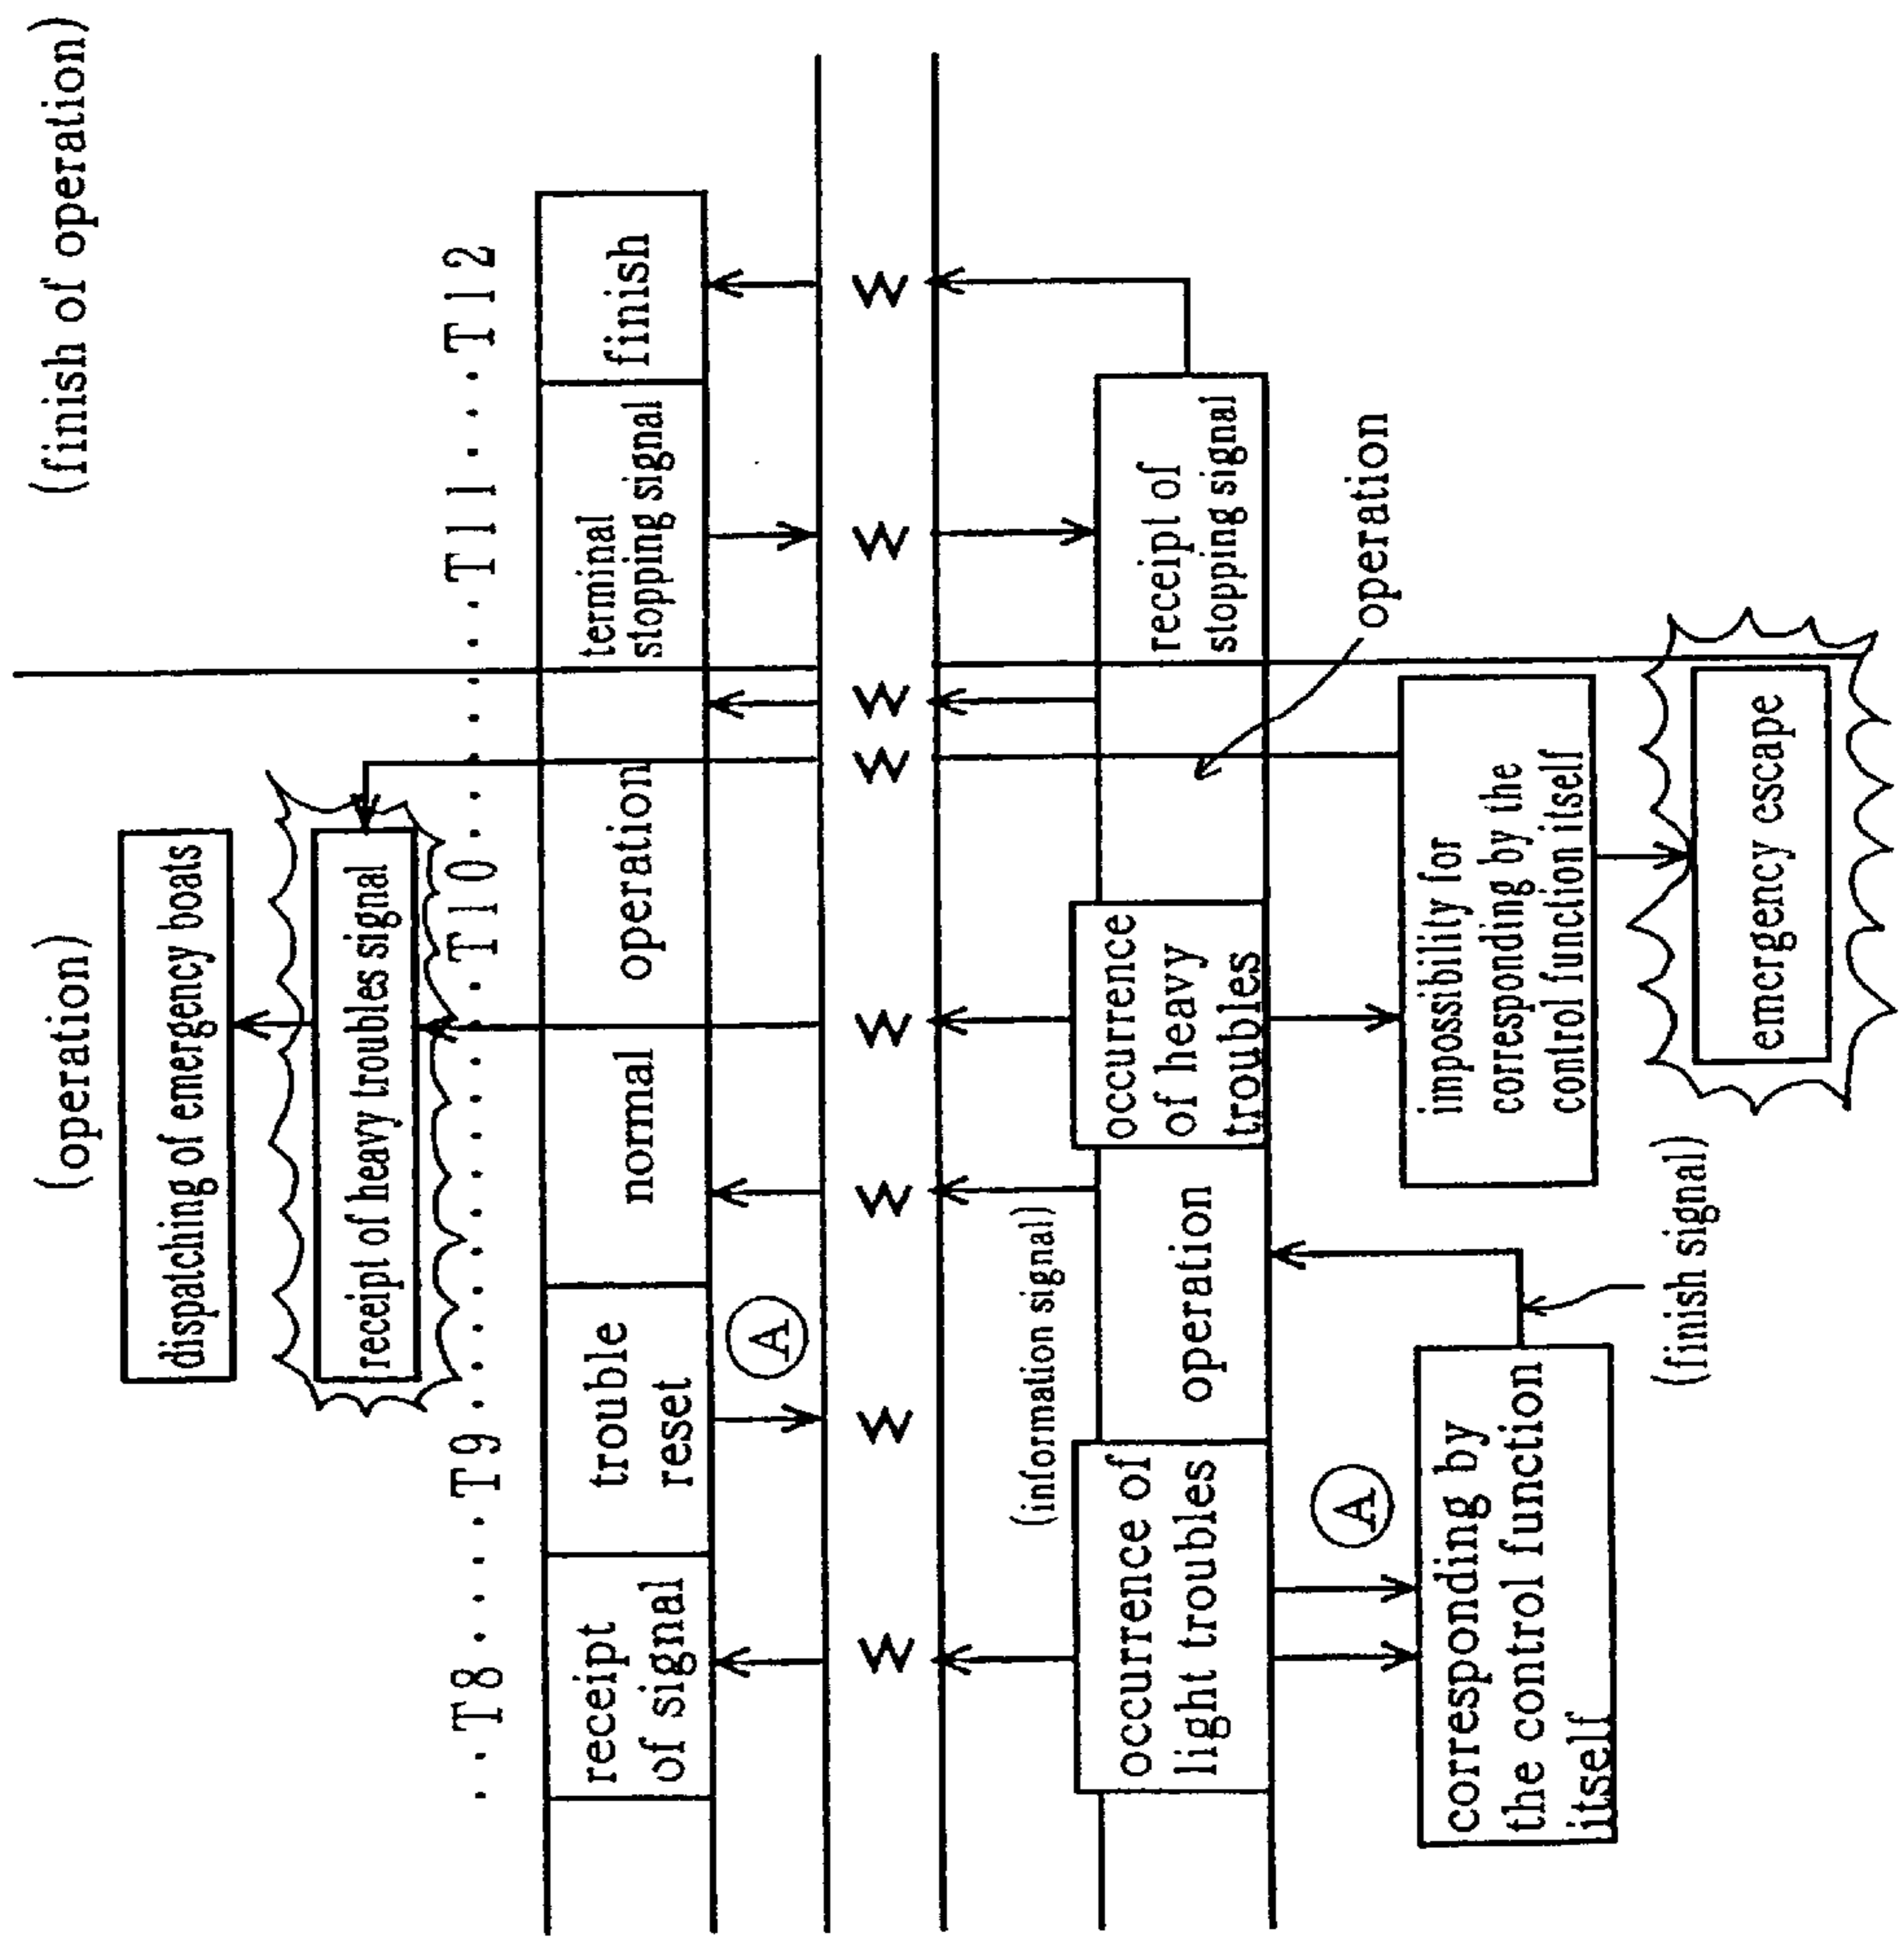 (operation)
(finish of operation)
dispatching of emergency boats
receipt of heavy troubles signal
. . T8 . . . . T9 . . . . . . . . . . . . . T10 . . . . . . T11 . . . T12
receipt
of signal
trouble
reset
normal
operation
terminal
stopping signal
finish
A
W
W
W
W
W
W
W
W
(information signal)
occurrence of
light troubles
operation
occurrence
of heavy
troubles
receipt of
stopping signal
operation
A
corresponding by
the control function
itself
(finish signal)
impossibility for
corresponding by the
control function itself
emergency escape